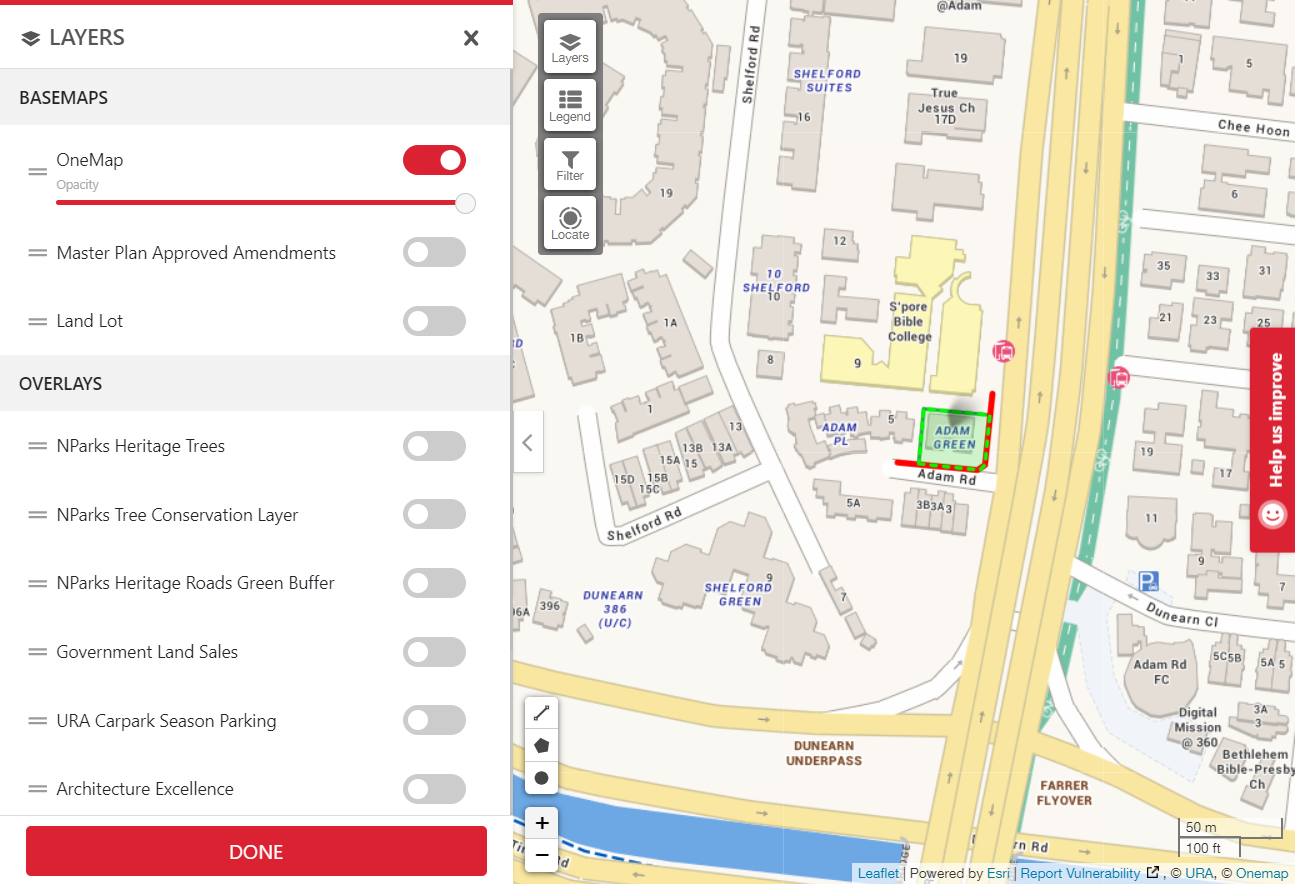 LAYERS
BASEMAPS
OneMap
Opacity
Master Plan Approved Amendments
Land Lot
OVERLAYS
NParks Heritage Trees
NParks Tree Conservation Layer
NParks Heritage Roads Green Buffer
Government Land Sales
URA Carpark Season Parking
Architecture Excellence
DONE
Layers
Legend
Filter
Locate
@Adam
Shelford Rd
SHELFORD
SUITES
19
True
Jesus Ch
17D
16
19
1
5
Chee Hoon
6
12
10
SHELFORD
10
S'pore
Bible
College
9
8
35
33
31
21
23
25
1B
1A
1
13
13B
13A
15A
15
15B
15C
15D
ADAM
PL
5
ADAM
GREEN
Adam Rd
5A
3B
3A
3
Shelford Rd
SHELFORD
GREEN
9
7
DUNEARN
386
(U/C)
396
96A
19
17
11
9
7
P
Dunearn Cl
Adam Rd
FC
5C
5B
5A
5
3A
3
Digital
Mission
@ 360
Bethlehem
Bible-Presby
Ch
DUNEARN
UNDERPASS
FARRER
FLYOVER
rn Rd
Help us improve
+
−
50 m
100 ft
Leaflet | Powered by Esri | Report Vulnerability , © URA, © Onemap